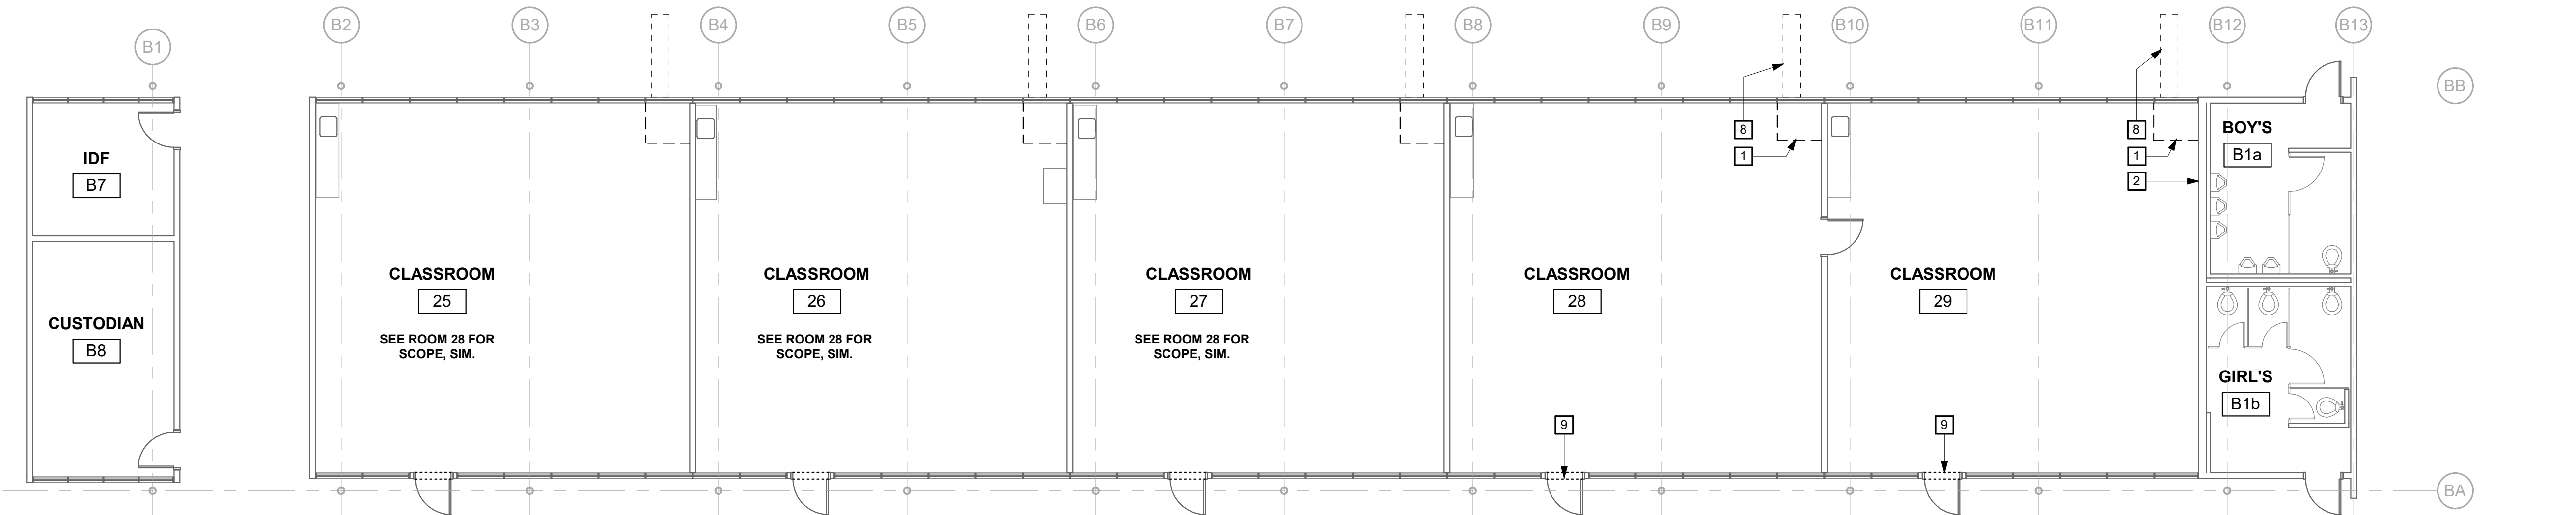 B1
B2
B3
B4
B5
B6
B7
B8
B9
B10
B11
B12
B13
BB
8
8
BOY'S
B1a
1
1
2
IDF
B7
CLASSROOM
25
SEE ROOM 28 FOR
SCOPE, SIM.
CLASSROOM
26
SEE ROOM 28 FOR
SCOPE, SIM.
CLASSROOM
27
SEE ROOM 28 FOR
SCOPE, SIM.
CLASSROOM
28
CLASSROOM
29
CUSTODIAN
B8
GIRL'S
B1b
9
9
BA